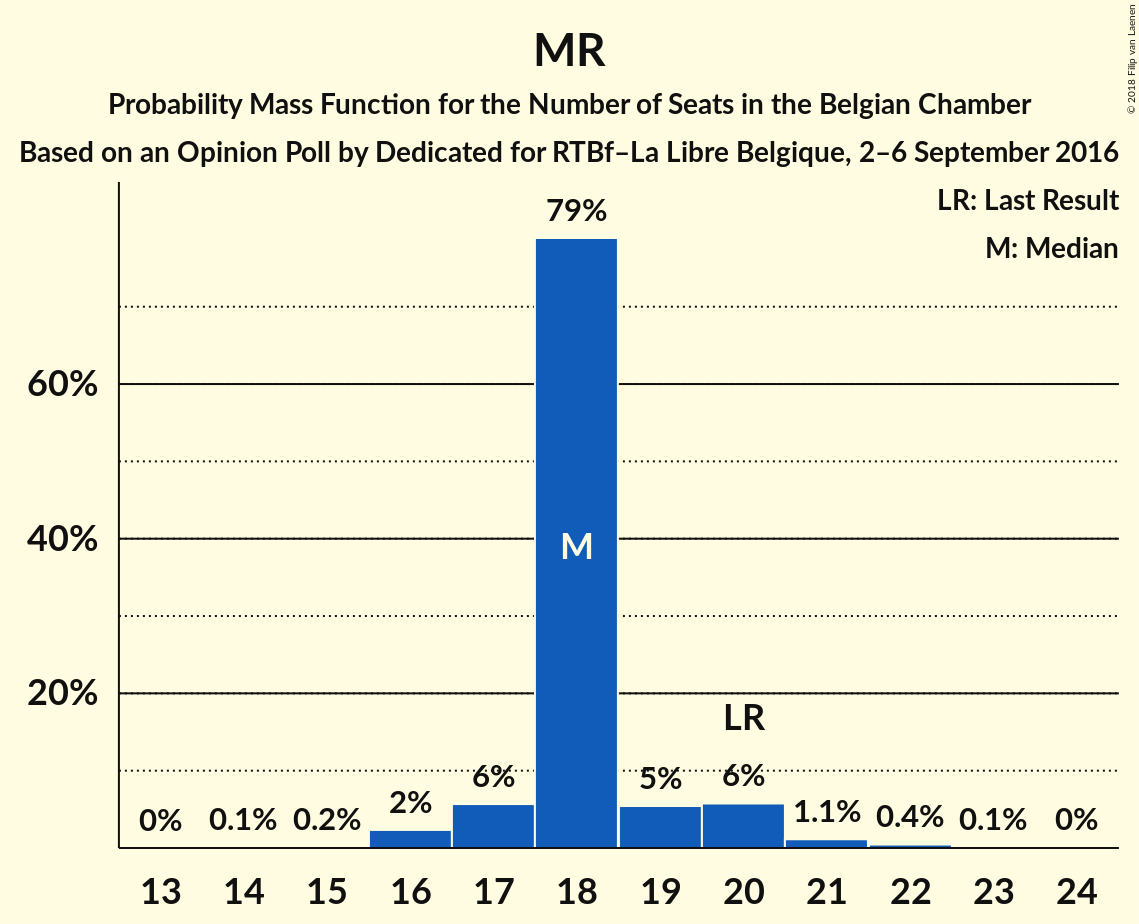 MR
Probability Mass Function for the Number of Seats in the Belgian Chamber
Based on an Opinion Poll by Dedicated for RTBf–La Libre Belgique, 2–6 September 2016
© 2018 Filip van Laenen
LR: Last Result
M: Median
79%
60%
40%
20%
M
LR
0% 0.1% 0.2% 2% 6% 5% 6% 1.1% 0.4% 0.1% 0%
13 14 15 16 17 18 19 20 21 22 23 24